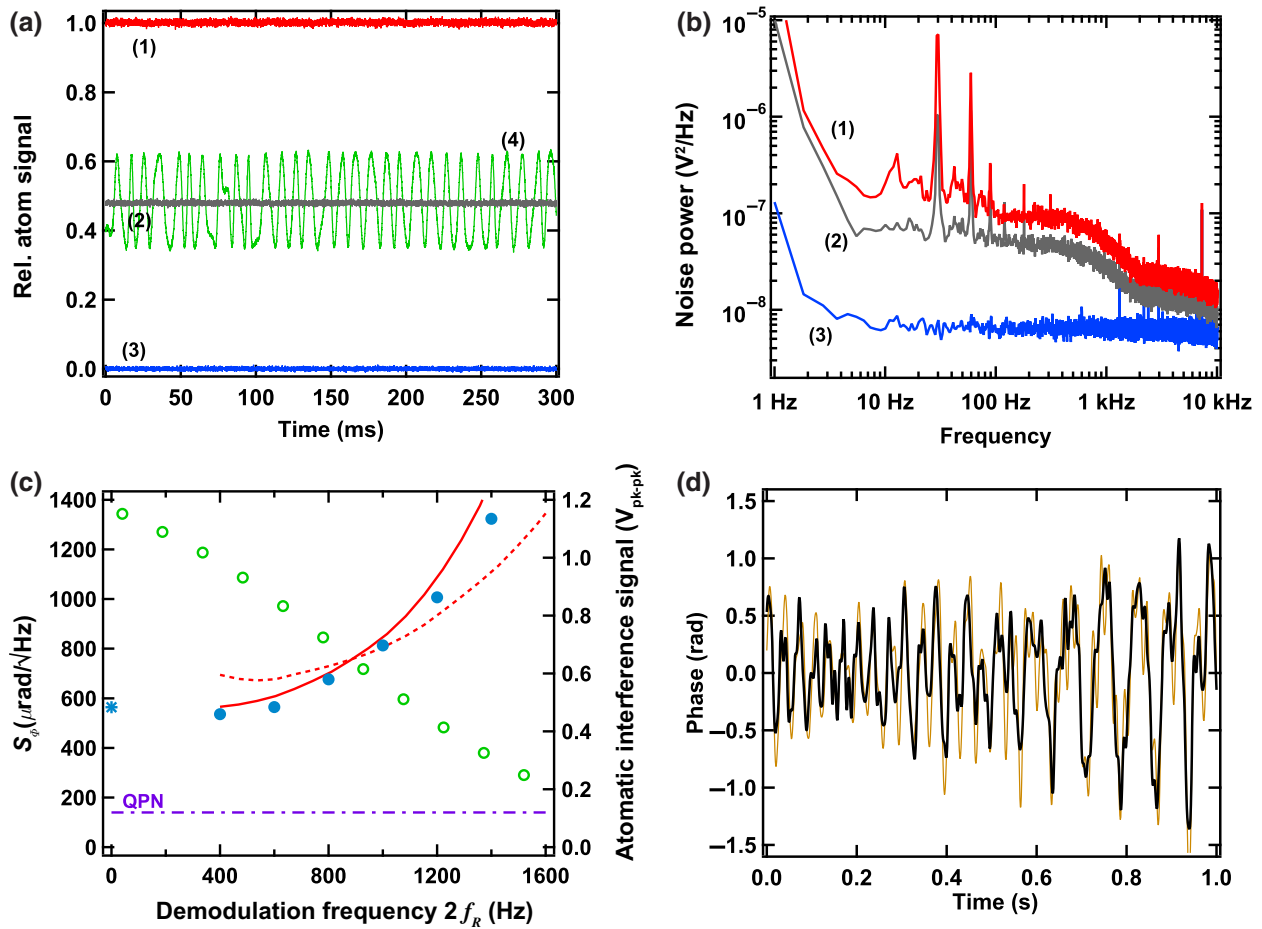 (a)
Rel. atom signal
1.0
0.8
0.6
0.4
0.2
0.0
(1)
(4)
(2)
(3)
0 50 100 150 200 250 300
Time (ms)
(b)
Noise power (V²/Hz)
10⁻⁵
10⁻⁶
10⁻⁷
10⁻⁸
(1)
(2)
(3)
1 Hz 10 Hz 100 Hz 1 kHz 10 kHz
Frequency
(c)
S_Φ(µrad/√Hz)
1400
1200
1000
800
600
400
200
0
QPN
0 400 800 1200 1600
Demodulation frequency 2 f_R (Hz)
1.2
1.0
0.8
0.6
0.4
0.2
0.0
Atomatic interference signal (V_pk-pk)
(d)
Phase (rad)
1.5
1.0
0.5
0.0
−0.5
−1.0
−1.5
0.0 0.2 0.4 0.6 0.8 1.0
Time (s)